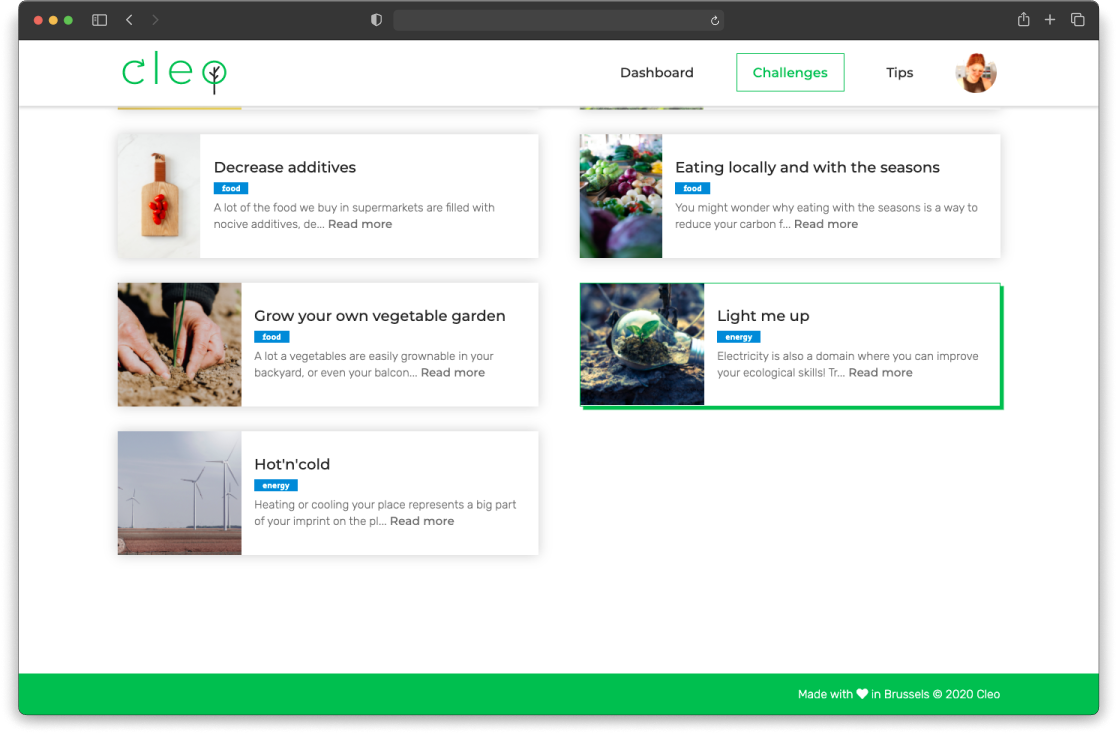 cleo
Dashboard
Challenges
Tips
Decrease additives
food
A lot of the food we buy in supermarkets are filled with
nocive additives, de... Read more
Eating locally and with the seasons
food
You might wonder why eating with the seasons is a way to
reduce your carbon f... Read more
Grow your own vegetable garden
food
A lot a vegetables are easily grownable in your
backyard, or even your balcon... Read more
Light me up
energy
Electricity is also a domain where you can improve
your ecological skills! Tr... Read more
Hot'n'cold
energy
Heating or cooling your place represents a big part
of your imprint on the pl... Read more
Made with ♥ in Brussels © 2020 Cleo